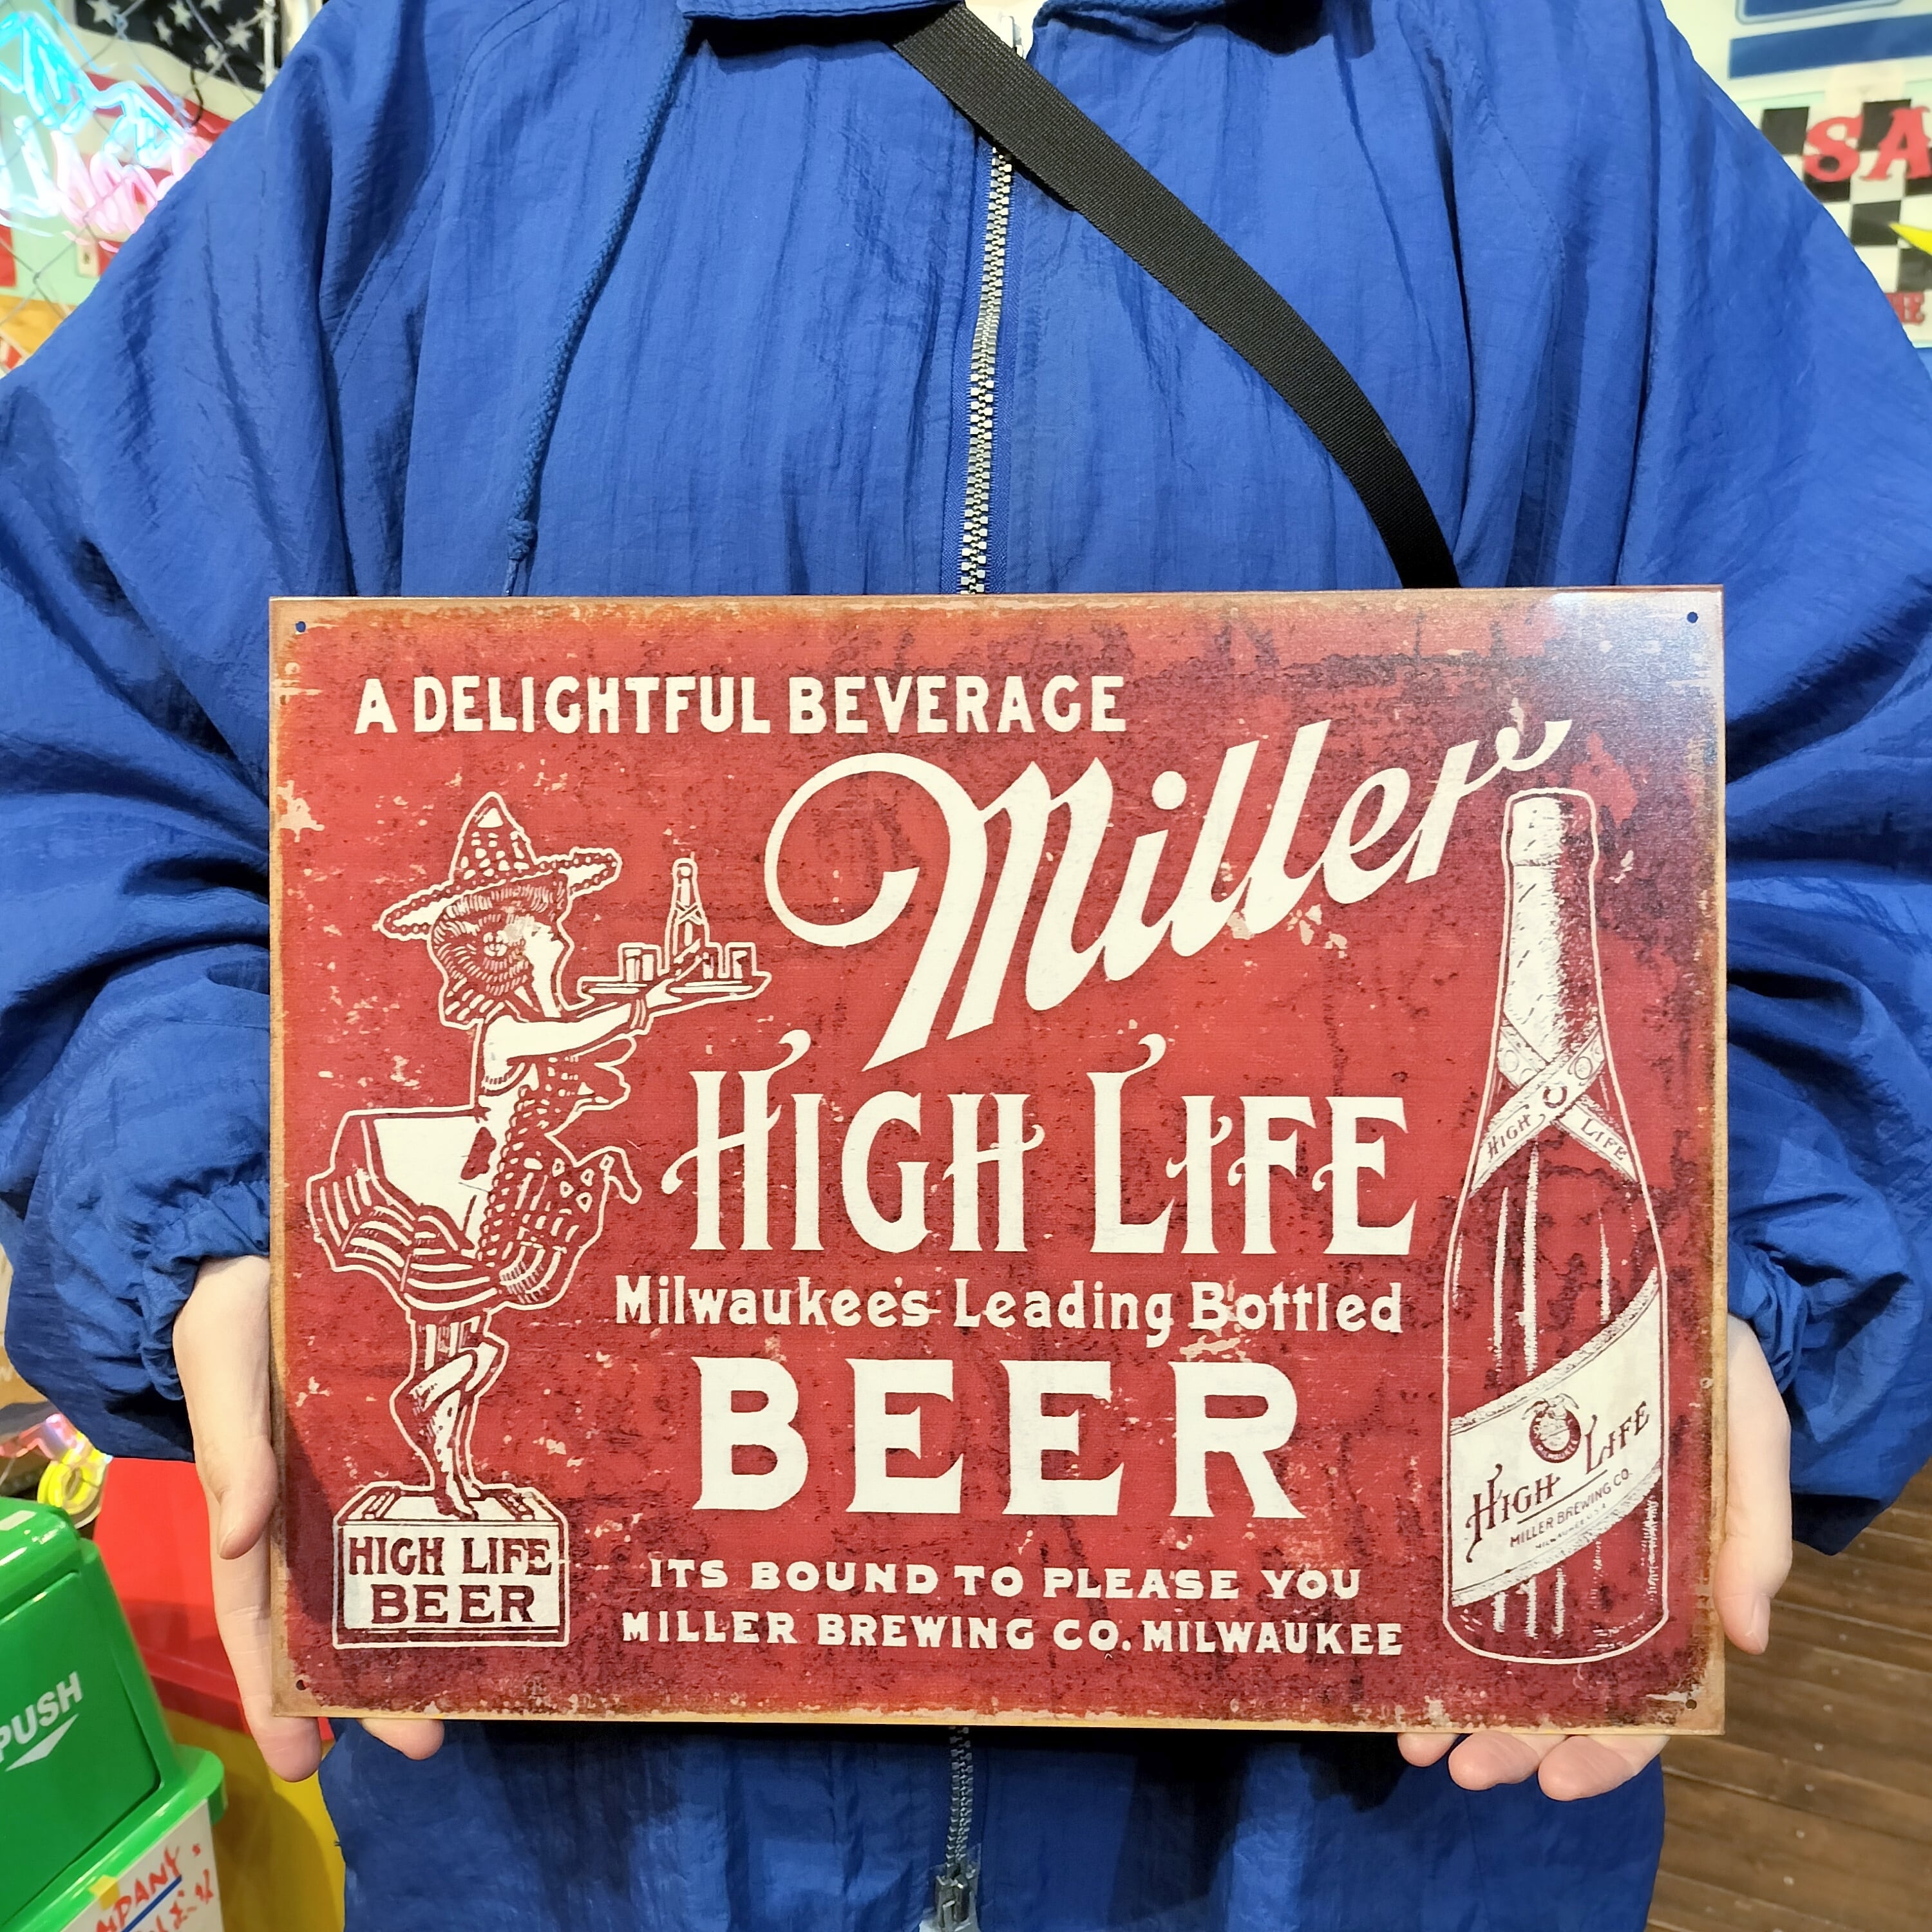 SA
A DELIGHTFUL BEVERAGE
Miller
HIGH LIFE
Milwaukee's Leading Bottled
BEER
ITS BOUND TO PLEASE YOU
MILLER BREWING CO. MILWAUKEE
HIGH LIFE
BEER
HIGH LIFE
HIGH LIFE
MILLER BREWING CO.
PUSH